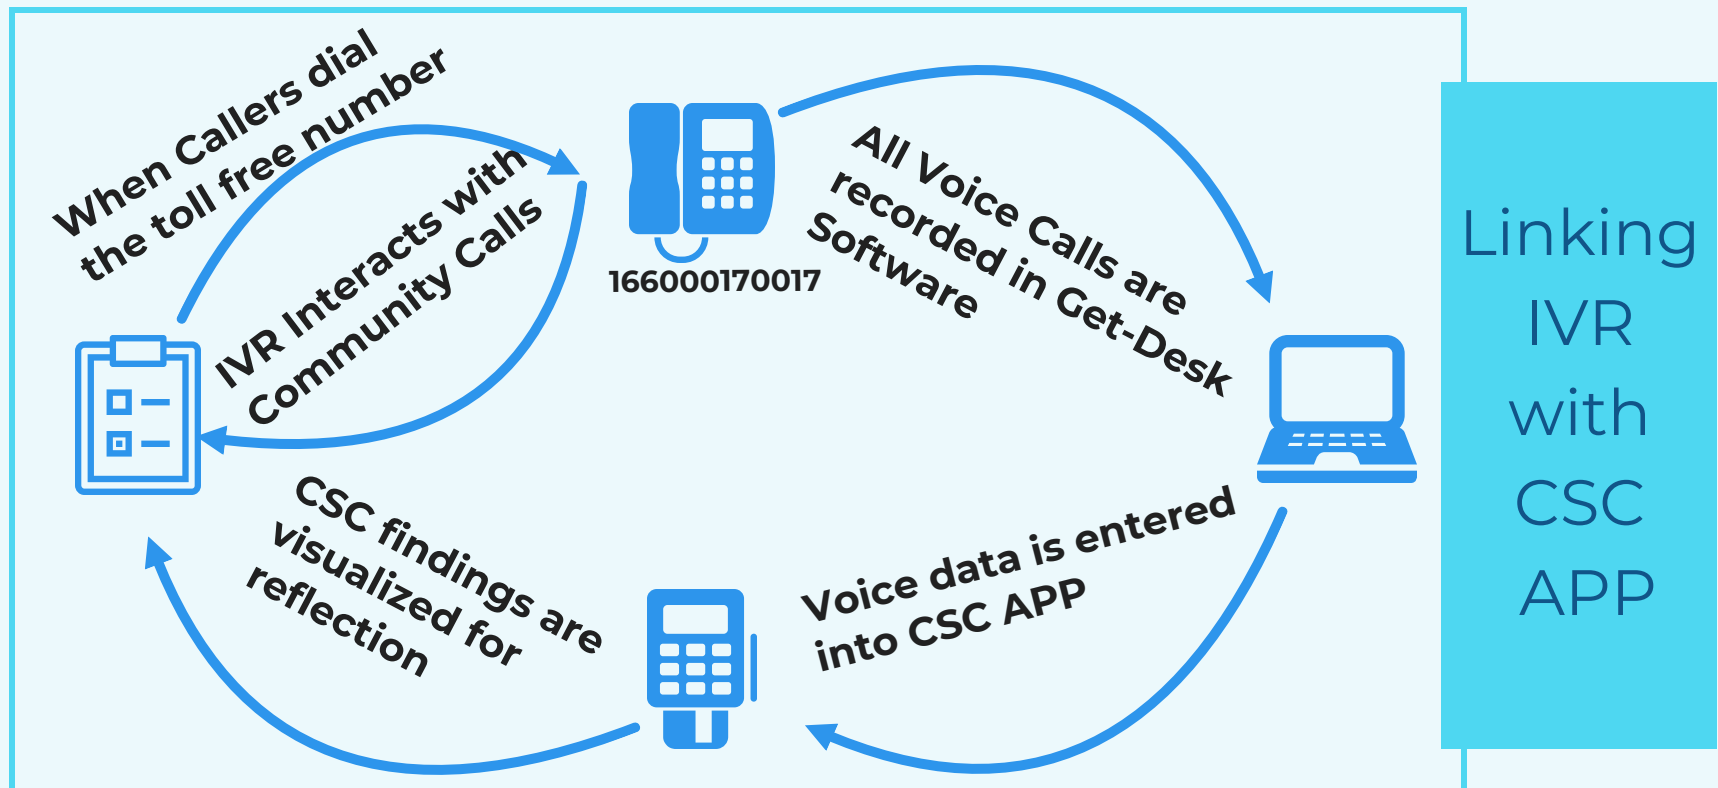 When Callers dial
the toll free number
IVR Interacts with
Community Calls
166000170017
All Voice Calls are
recorded in Get-Desk
Software
Voice data is entered
into CSC APP
CSC findings are
visualized for
reflection
Linking
IVR
with
CSC
APP